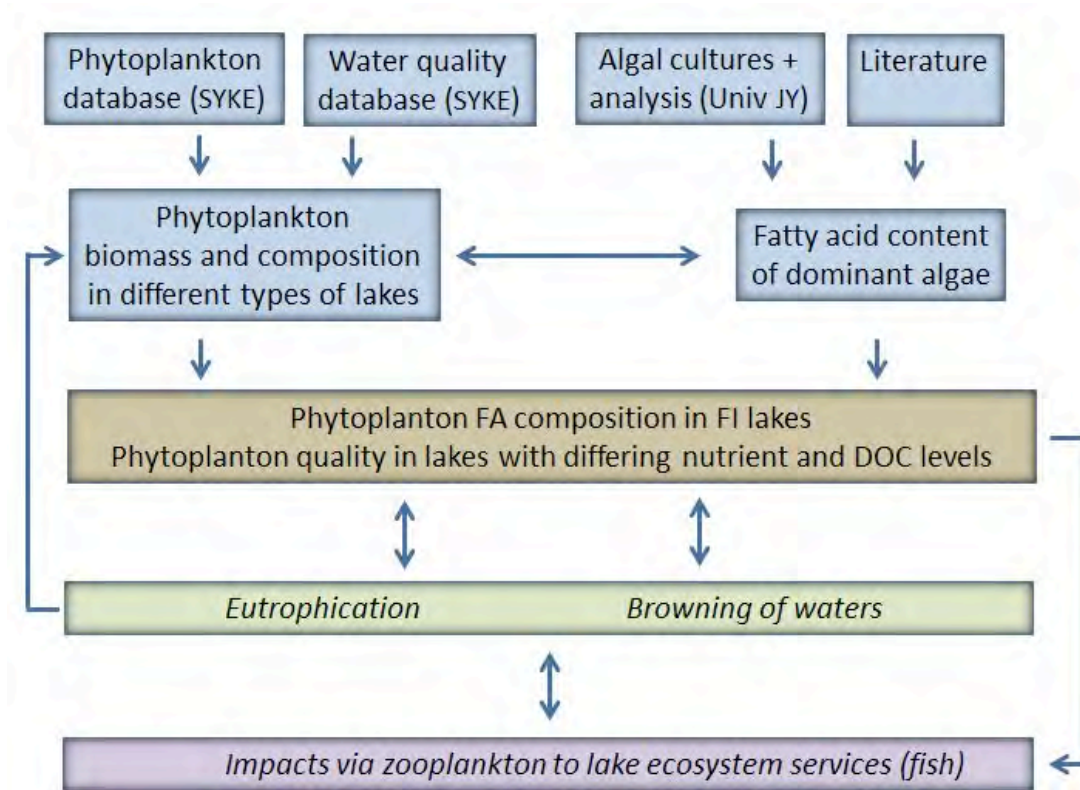 Phytoplankton
database (SYKE)
Water quality
database (SYKE)
Algal cultures +
analysis (Univ JY)
Literature
Phytoplankton
biomass and composition
in different types of lakes
Fatty acid content
of dominant algae
Phytoplanton FA composition in FI lakes
Phytoplanton quality in lakes with differing nutrient and DOC levels
Eutrophication
Browning of waters
Impacts via zooplankton to lake ecosystem services (fish)